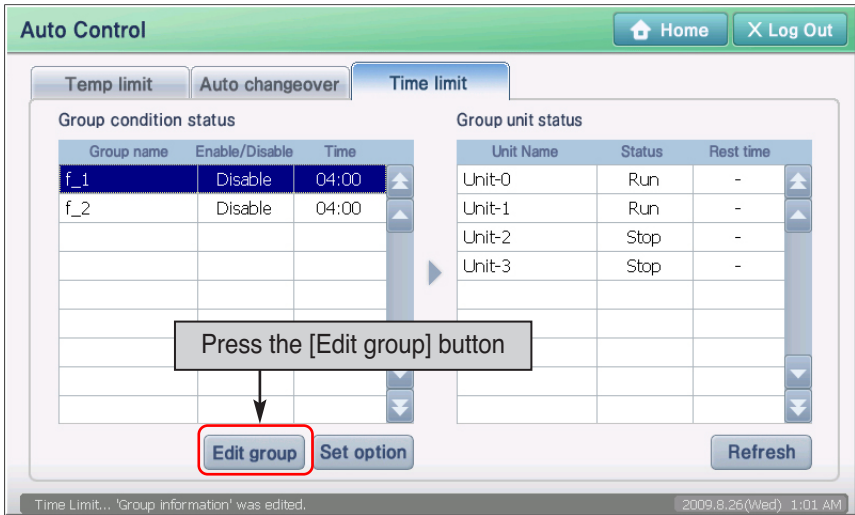 Auto Control
Home
X Log Out
Temp limit
Auto changeover
Time limit
Group condition status
Group unit status
Group name Enable/Disable Time
Unit Name Status Rest time
f_1 Disable 04:00
Unit-0 Run -
f_2 Disable 04:00
Unit-1 Run -
Unit-2 Stop -
Unit-3 Stop -
Press the [Edit group] button
Edit group
Set option
Refresh
Time Limit... 'Group information' was edited.
2009.8.26(Wed) 1:01 AM